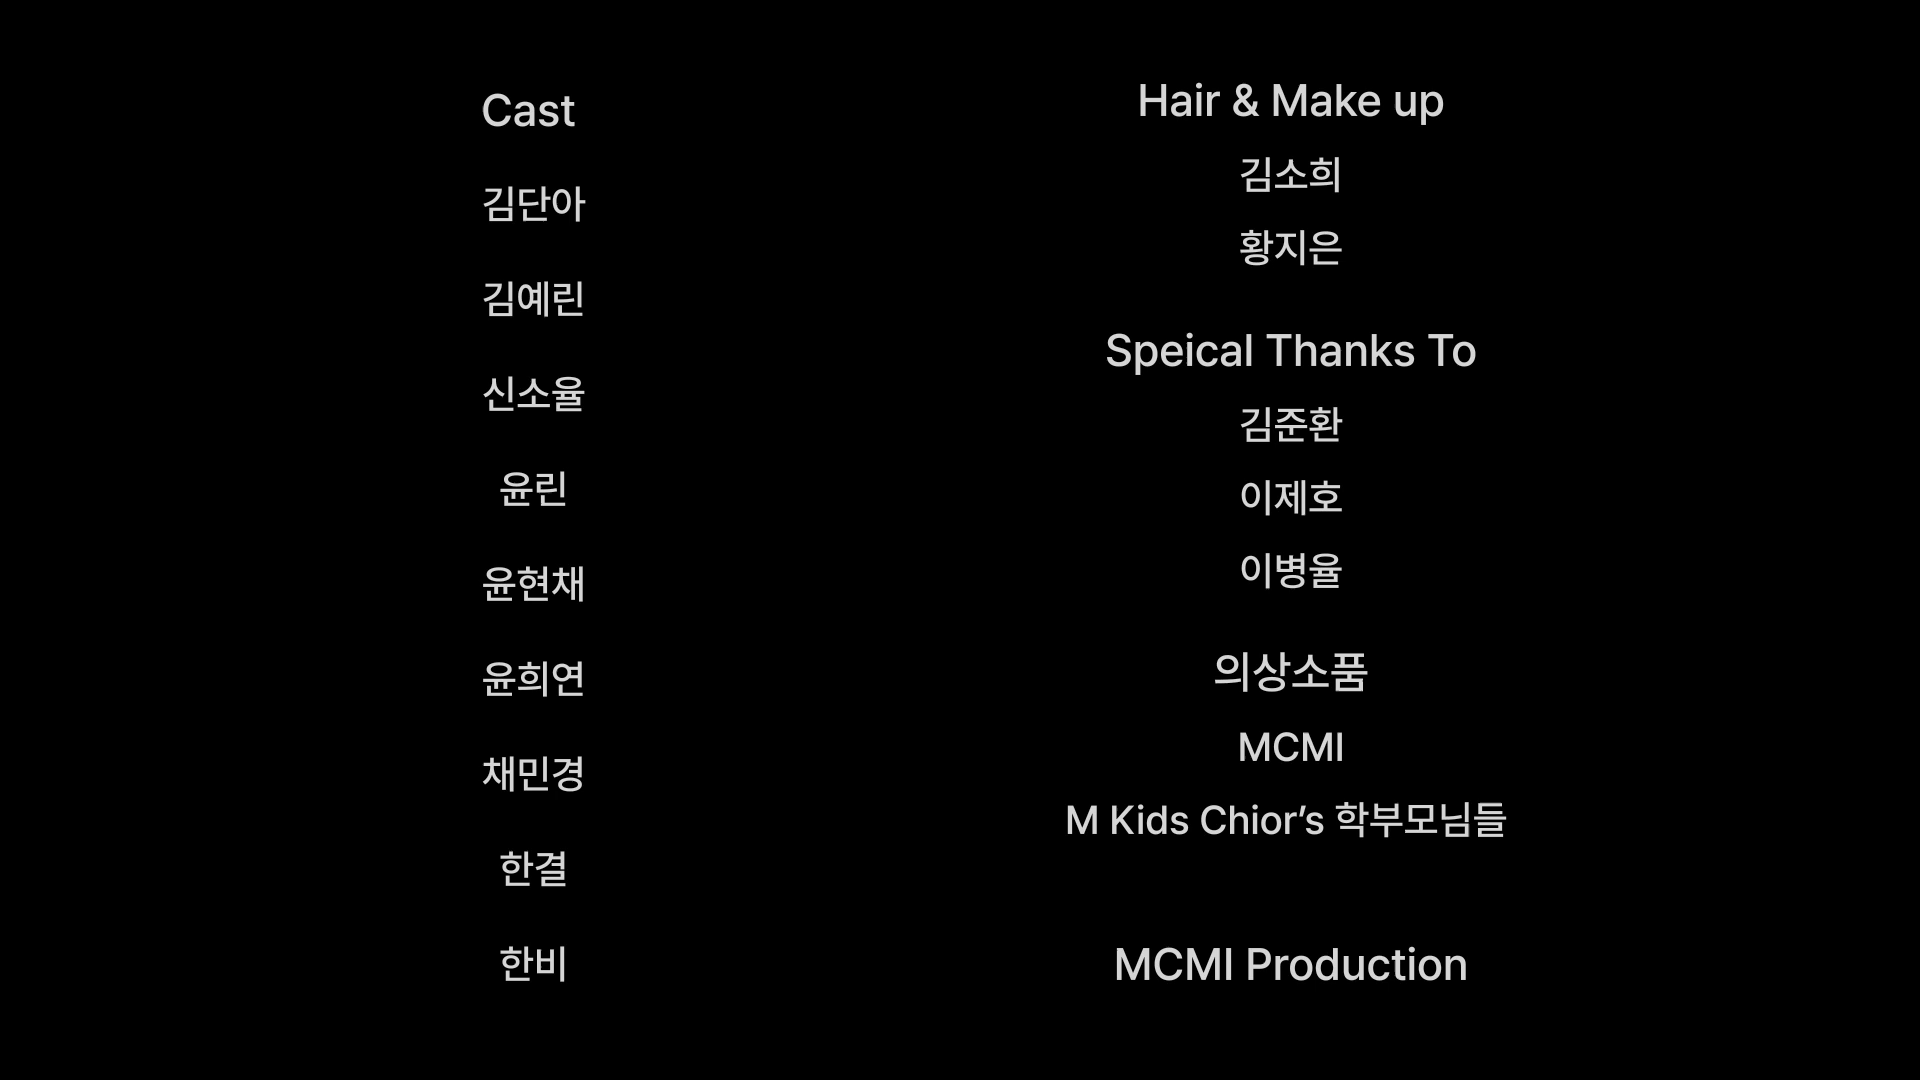 Cast
김단아
김예린
신소율
윤린
윤현채
윤희연
채민경
한결
한비
Hair & Make up
김소희
황지은
Speical Thanks To
김준환
이제호
이병율
의상소품
MCMI
M Kids Chior’s 학부모님들
MCMI Production